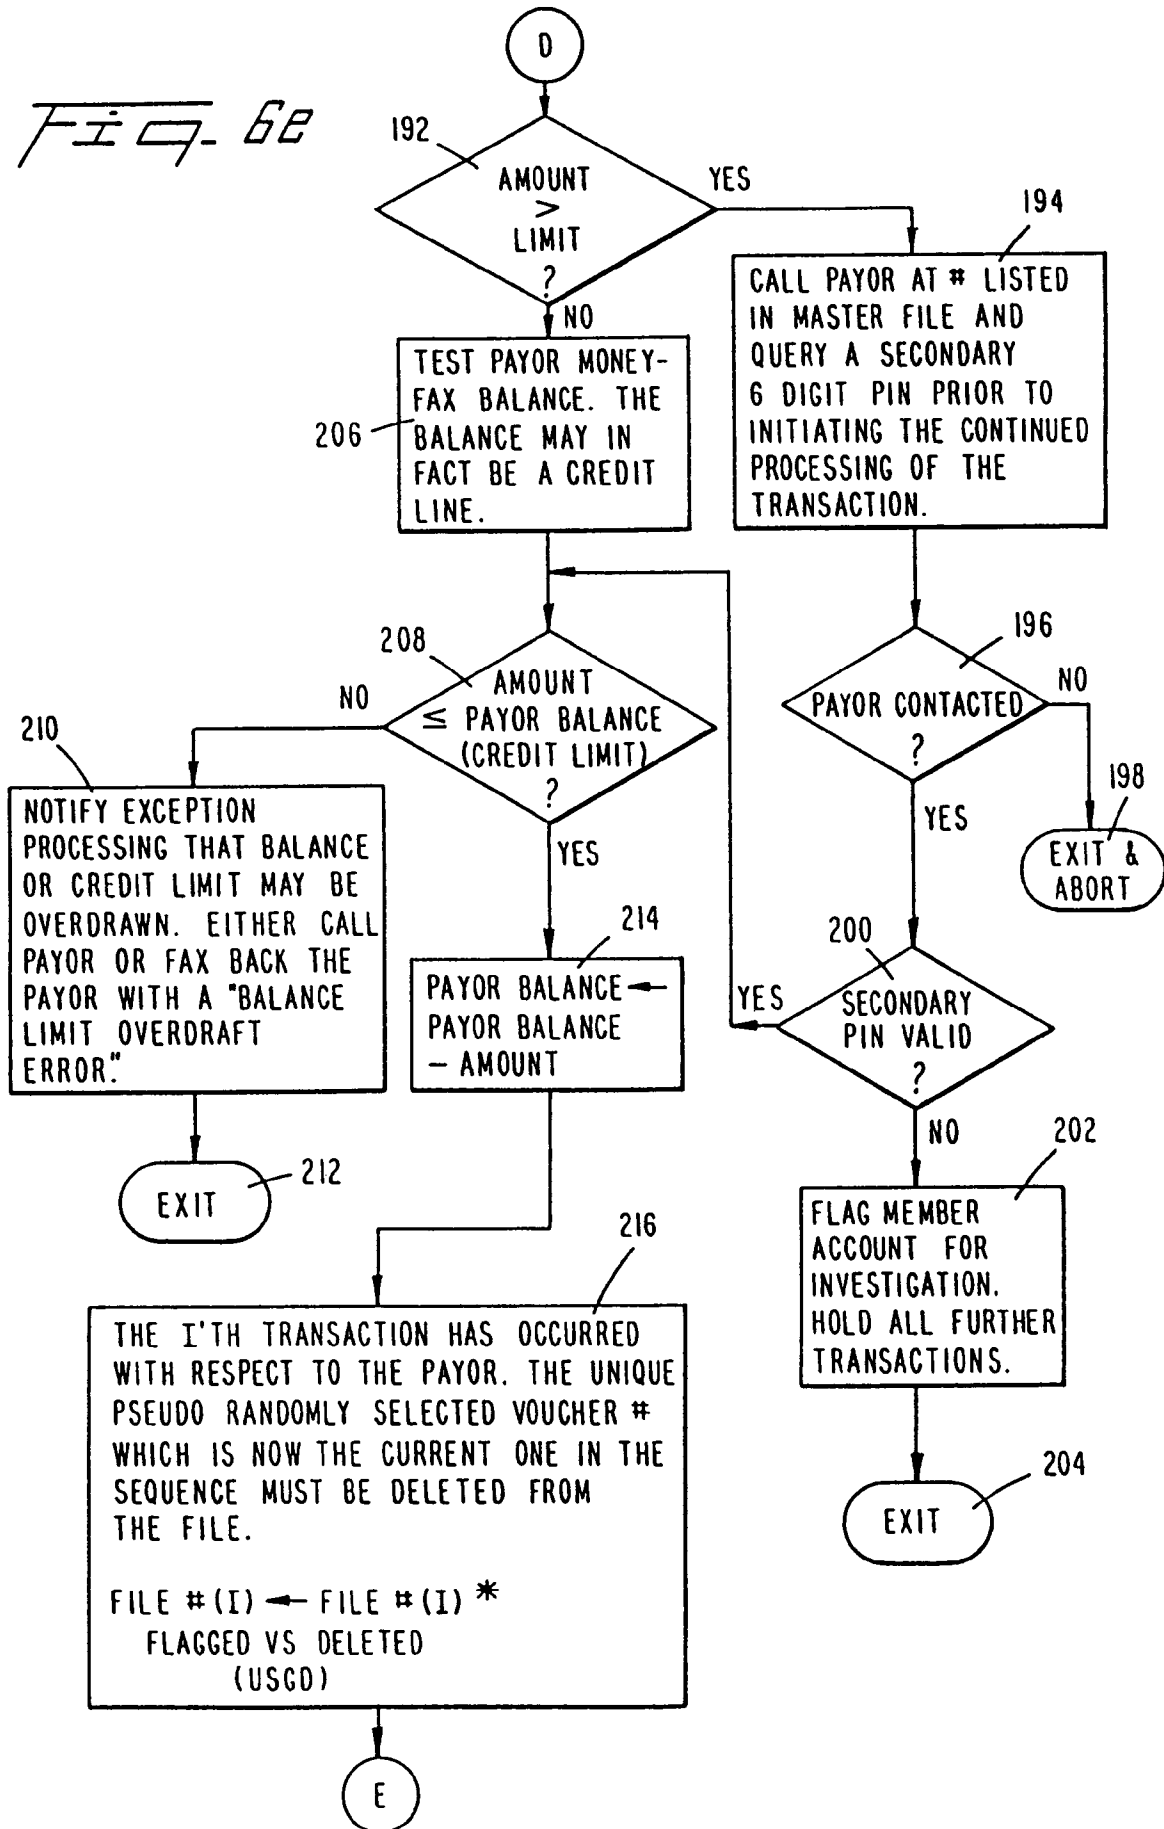 D
Fig. 6e
192
AMOUNT
>
LIMIT
?
YES
NO
194
CALL PAYOR AT # LISTED
IN MASTER FILE AND
QUERY A SECONDARY
6 DIGIT PIN PRIOR TO
INITIATING THE CONTINUED
PROCESSING OF THE
TRANSACTION.
206
TEST PAYOR MONEY-
FAX BALANCE. THE
BALANCE MAY IN
FACT BE A CREDIT
LINE.
208
AMOUNT
≤ PAYOR BALANCE
(CREDIT LIMIT)
?
NO
YES
196
PAYOR CONTACTED
?
NO
YES
198
EXIT &
ABORT
210
NOTIFY EXCEPTION
PROCESSING THAT BALANCE
OR CREDIT LIMIT MAY BE
OVERDRAWN. EITHER CALL
PAYOR OR FAX BACK THE
PAYOR WITH A "BALANCE
LIMIT OVERDRAFT
ERROR."
212
EXIT
214
PAYOR BALANCE ←
PAYOR BALANCE
– AMOUNT
200
SECONDARY
PIN VALID
?
YES
NO
202
FLAG MEMBER
ACCOUNT FOR
INVESTIGATION.
HOLD ALL FURTHER
TRANSACTIONS.
204
EXIT
216
THE I'TH TRANSACTION HAS OCCURRED
WITH RESPECT TO THE PAYOR. THE UNIQUE
PSEUDO RANDOMLY SELECTED VOUCHER #
WHICH IS NOW THE CURRENT ONE IN THE
SEQUENCE MUST BE DELETED FROM
THE FILE.
FILE #(I) ← FILE #(I) *
FLAGGED VS DELETED
(USGD)
E